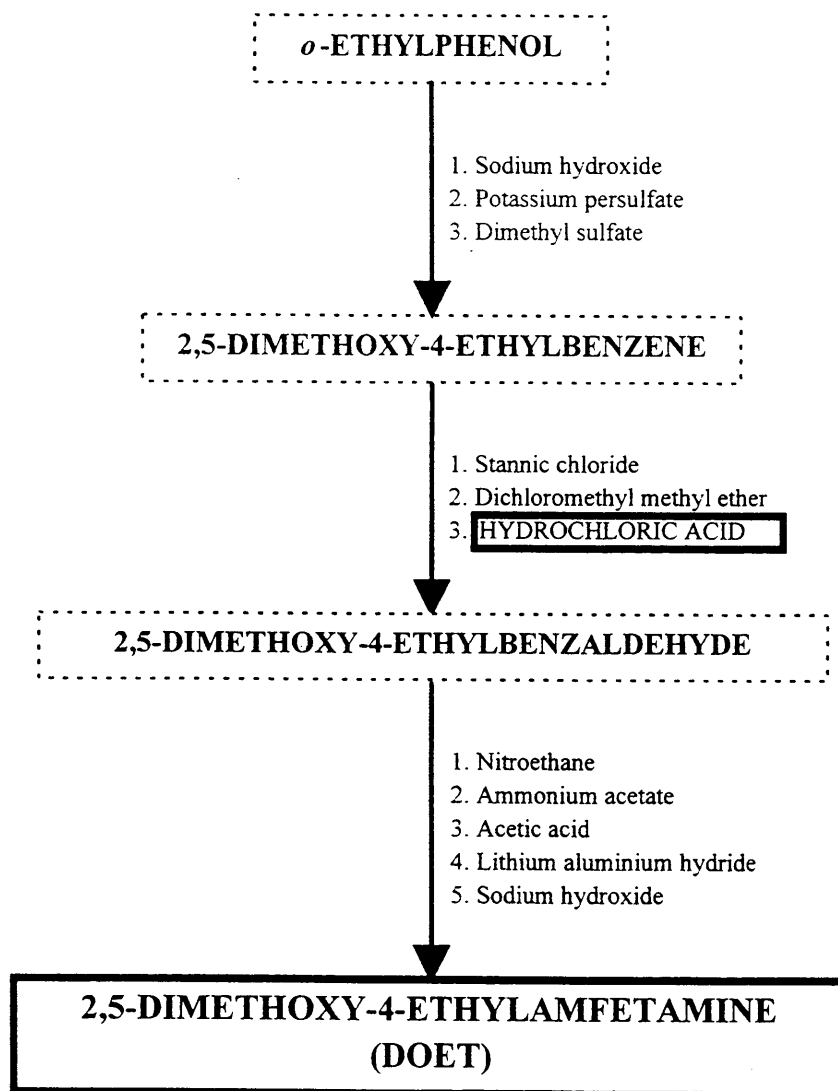 o-ETHYLPHENOL
1. Sodium hydroxide
2. Potassium persulfate
3. Dimethyl sulfate
2,5-DIMETHOXY-4-ETHYLBENZENE
1. Stannic chloride
2. Dichloromethyl methyl ether
3. HYDROCHLORIC ACID
2,5-DIMETHOXY-4-ETHYLBENZALDEHYDE
1. Nitroethane
2. Ammonium acetate
3. Acetic acid
4. Lithium aluminium hydride
5. Sodium hydroxide
2,5-DIMETHOXY-4-ETHYLAMFETAMINE
(DOET)